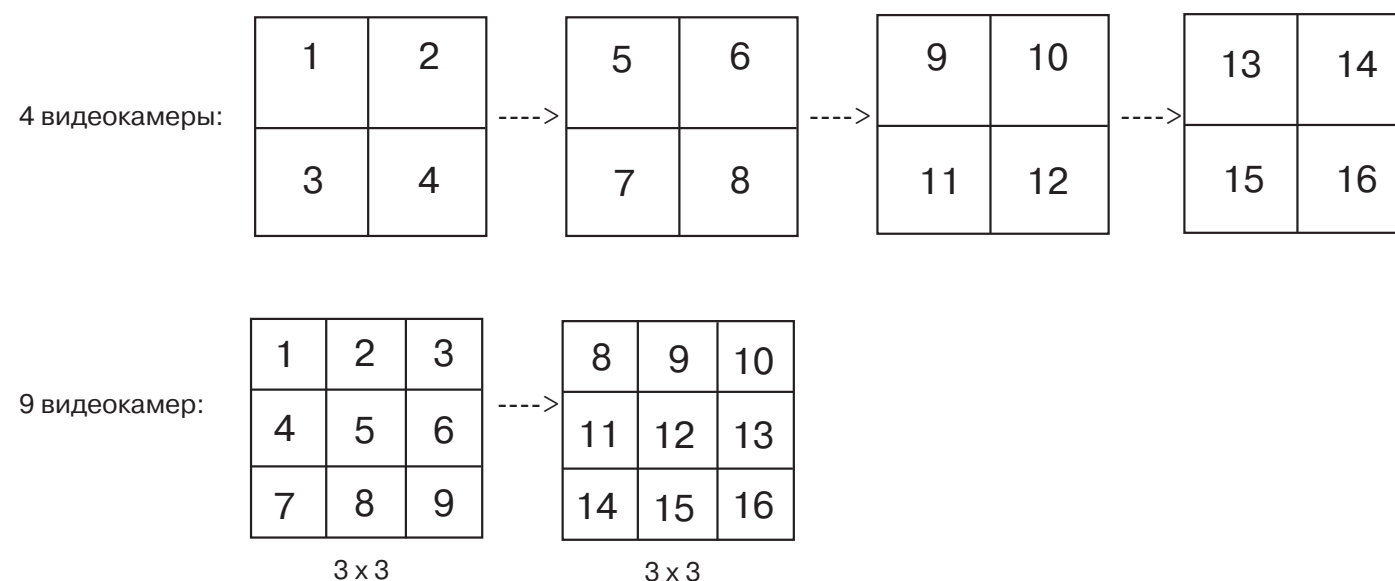 1 2 5 6 9 10 13 14
4 видеокамеры: ----> ----> ---->
3 4 7 8 11 12 15 16
1 2 3 8 9 10
9 видеокамер: 4 5 6 ----> 11 12 13
7 8 9 14 15 16
3 x 3 3 x 3